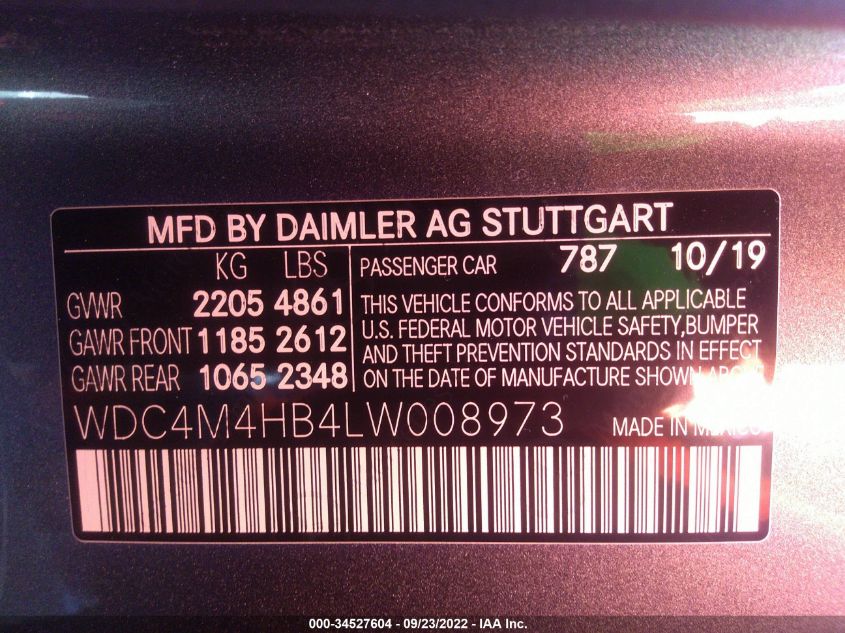 MFD BY DAIMLER AG STUTTGART
KG LBS
GVWR 2205 4861
GAWR FRONT 1185 2612
GAWR REAR 1065 2348
PASSENGER CAR 787 10/19
THIS VEHICLE CONFORMS TO ALL APPLICABLE
U.S. FEDERAL MOTOR VEHICLE SAFETY, BUMPER
AND THEFT PREVENTION STANDARDS IN EFFECT
ON THE DATE OF MANUFACTURE SHOWN ABOVE
WDC4M4HB4LW008973 MADE IN MEXICO
000-34527604 - 09/23/2022 - IAA Inc.